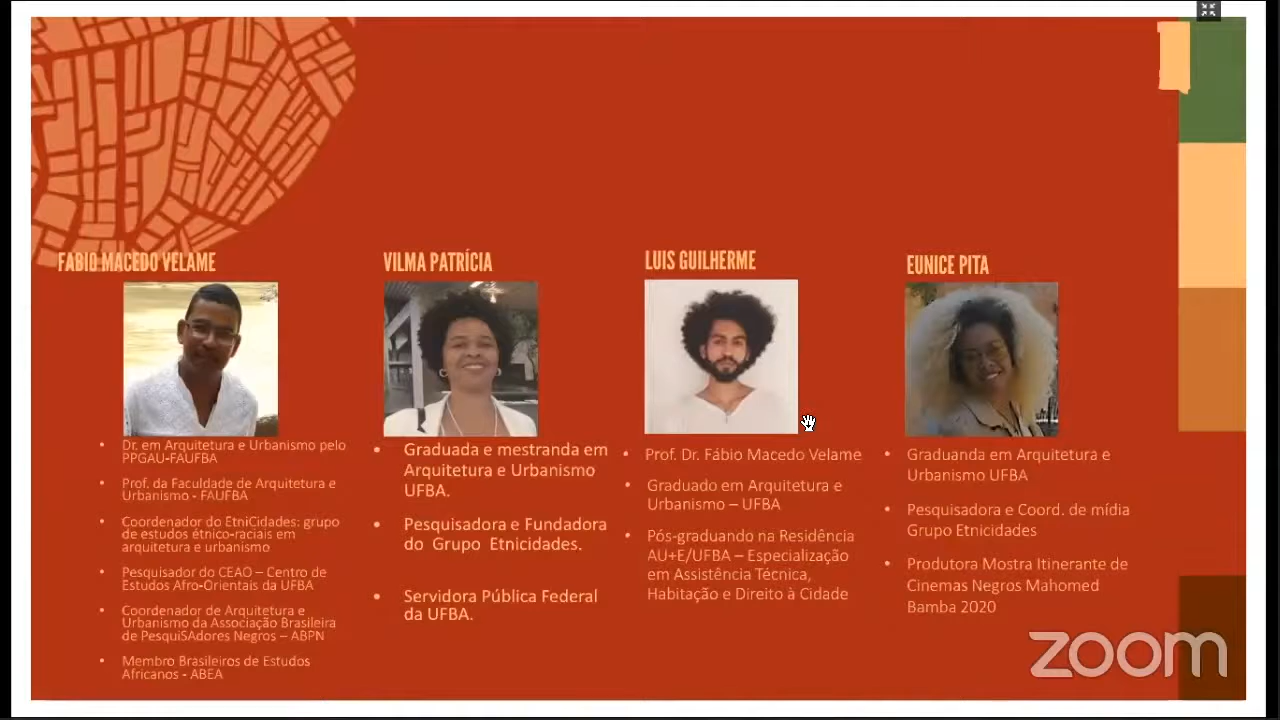 FABIO MACEDO VELAME
Dr. em Arquitetura e Urbanismo pelo
PPGAU-FAUFBA
Prof. da Faculdade de Arquitetura e
Urbanismo - FAUFBA
Coordenador do EtniCidades: grupo
de estudos étnico-raciais em
arquitetura e urbanismo
Pesquisador do CEAO – Centro de
Estudos Afro-Orientais da UFBA
Coordenador de Arquitetura e
Urbanismo da Associação Brasileira
de PesquiSAdores Negros – ABPN
Membro Brasileiros de Estudos
Africanos - ABEA
VILMA PATRÍCIA
Graduada e mestranda em
Arquitetura e Urbanismo
UFBA.
Pesquisadora e Fundadora
do Grupo Etnicidades.
Servidora Pública Federal
da UFBA.
LUIS GUILHERME
Prof. Dr. Fábio Macedo Velame
Graduado em Arquitetura e
Urbanismo – UFBA
Pós-graduando na Residência
AU+E/UFBA – Especialização
em Assistência Técnica,
Habitação e Direito à Cidade
EUNICE PITA
Graduanda em Arquitetura e
Urbanismo UFBA
Pesquisadora e Coord. de mídia
Grupo Etnicidades
Produtora Mostra Itinerante de
Cinemas Negros Mahomed
Bamba 2020
zoom